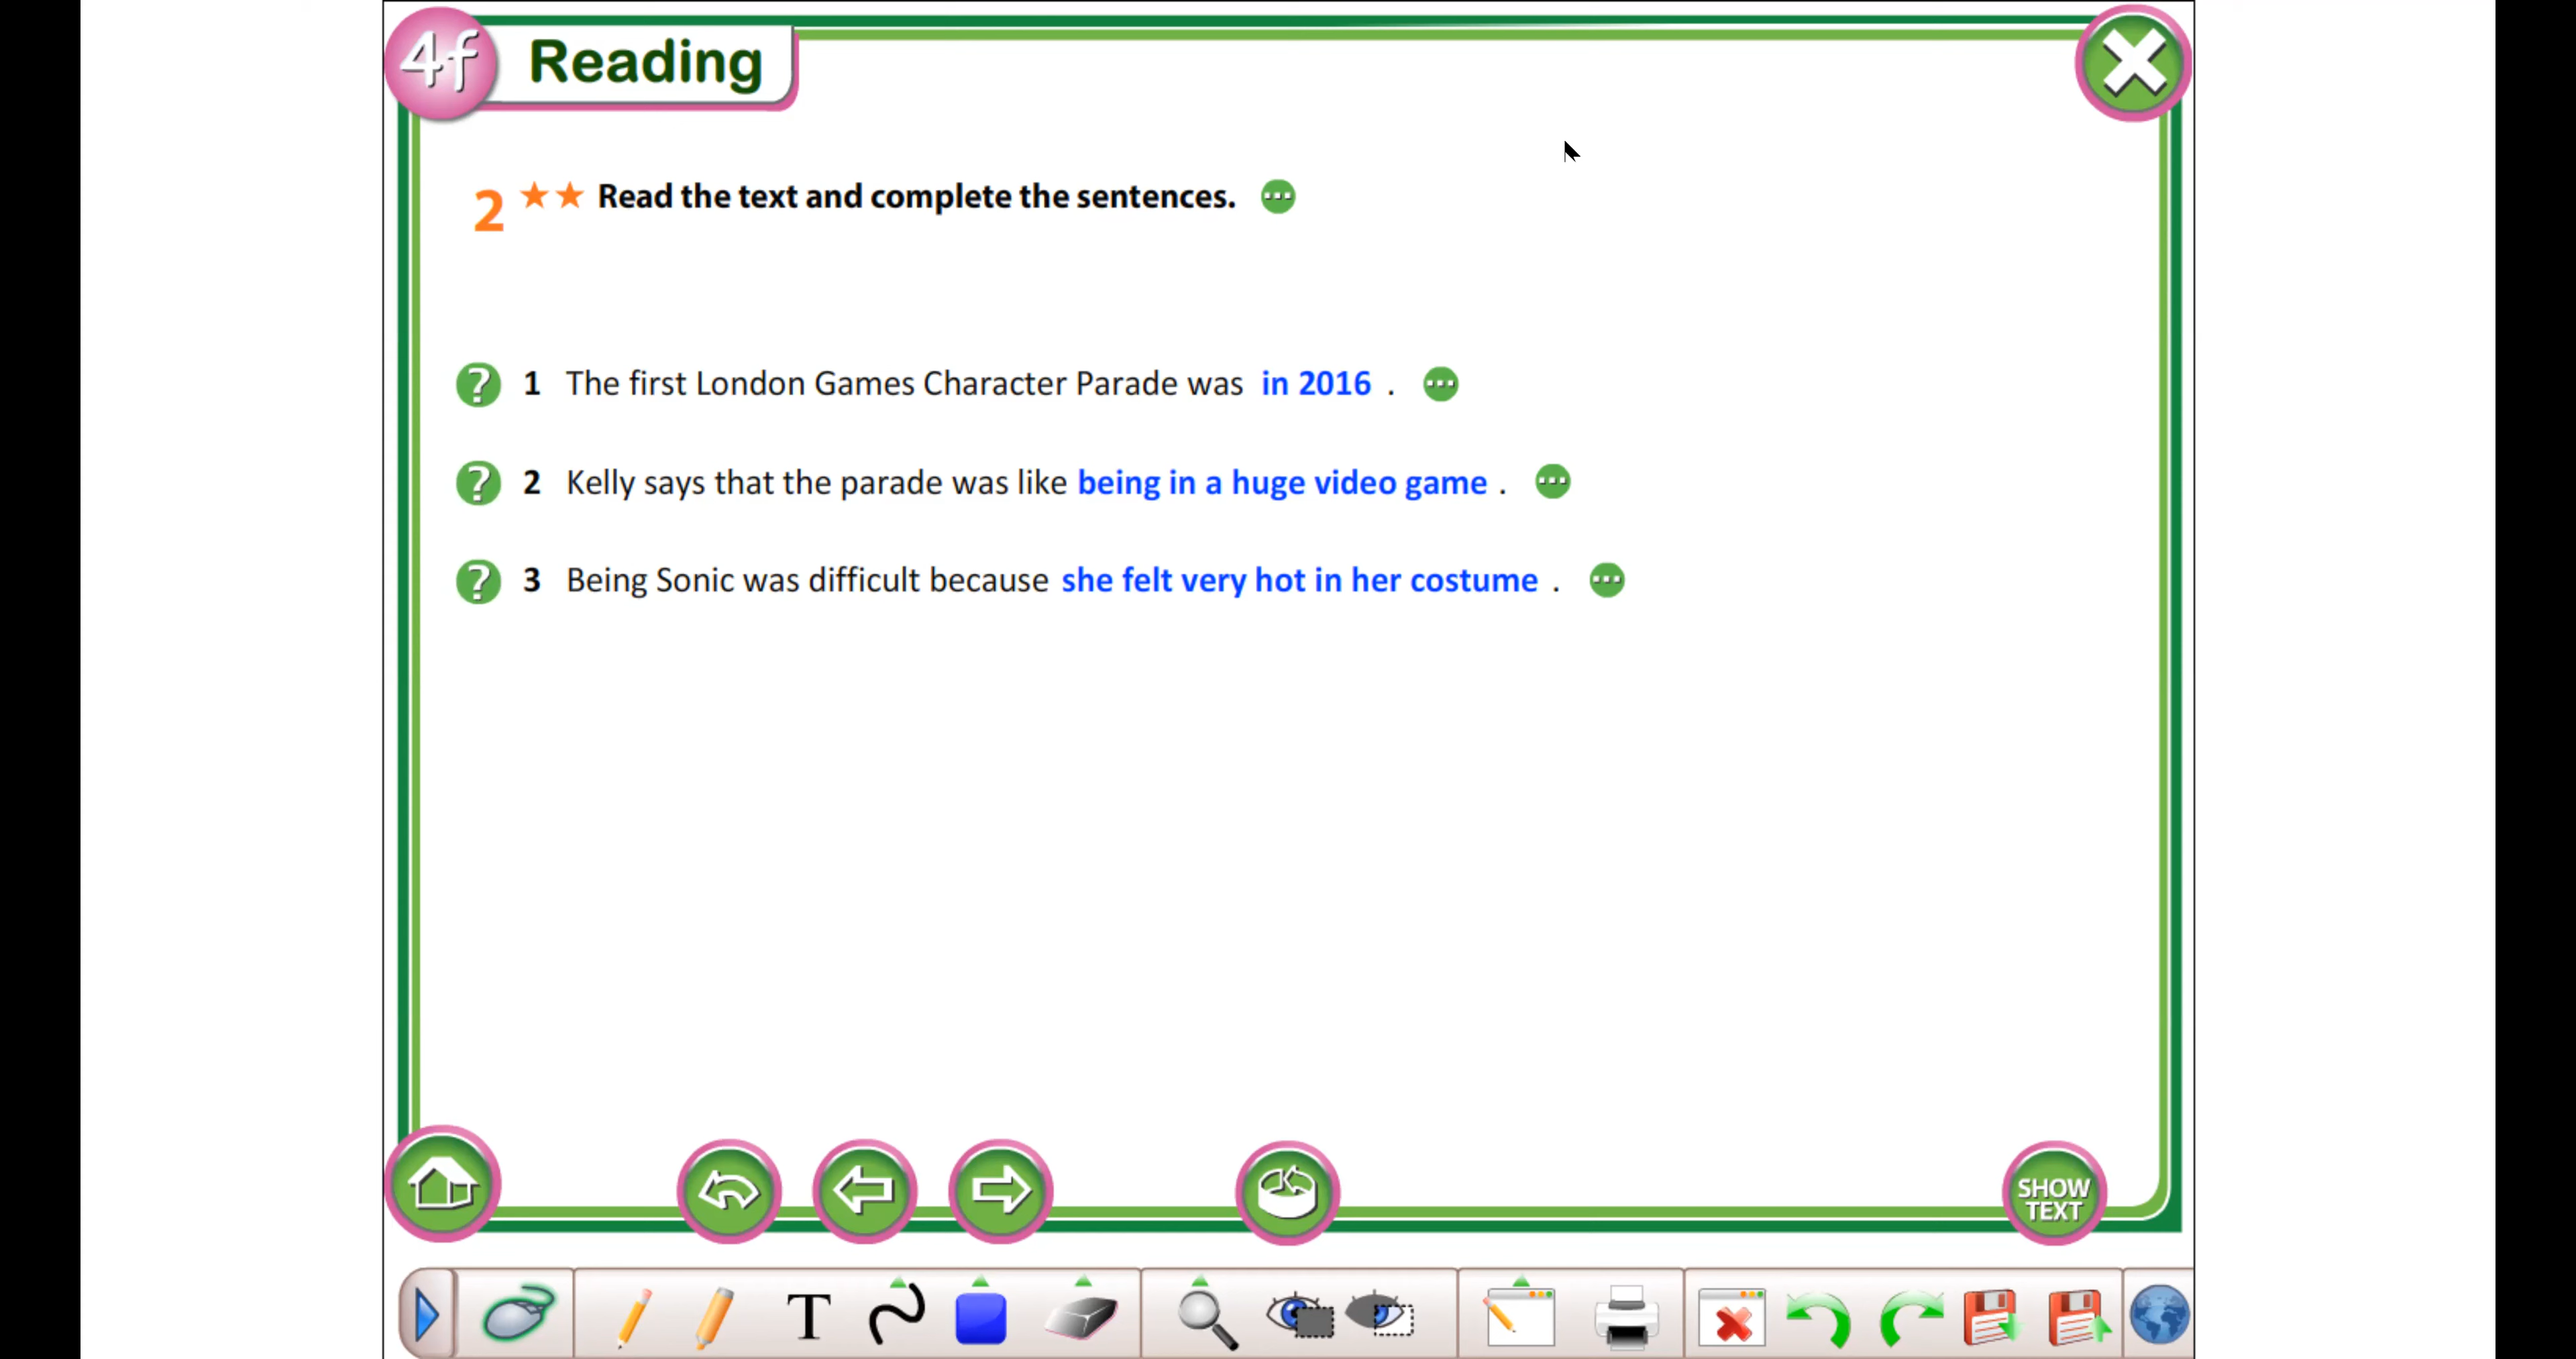 4f Reading
2 ★★ Read the text and complete the sentences.
? 1 The first London Games Character Parade was in 2016 .
? 2 Kelly says that the parade was like being in a huge video game .
? 3 Being Sonic was difficult because she felt very hot in her costume .
SHOW
TEXT
T